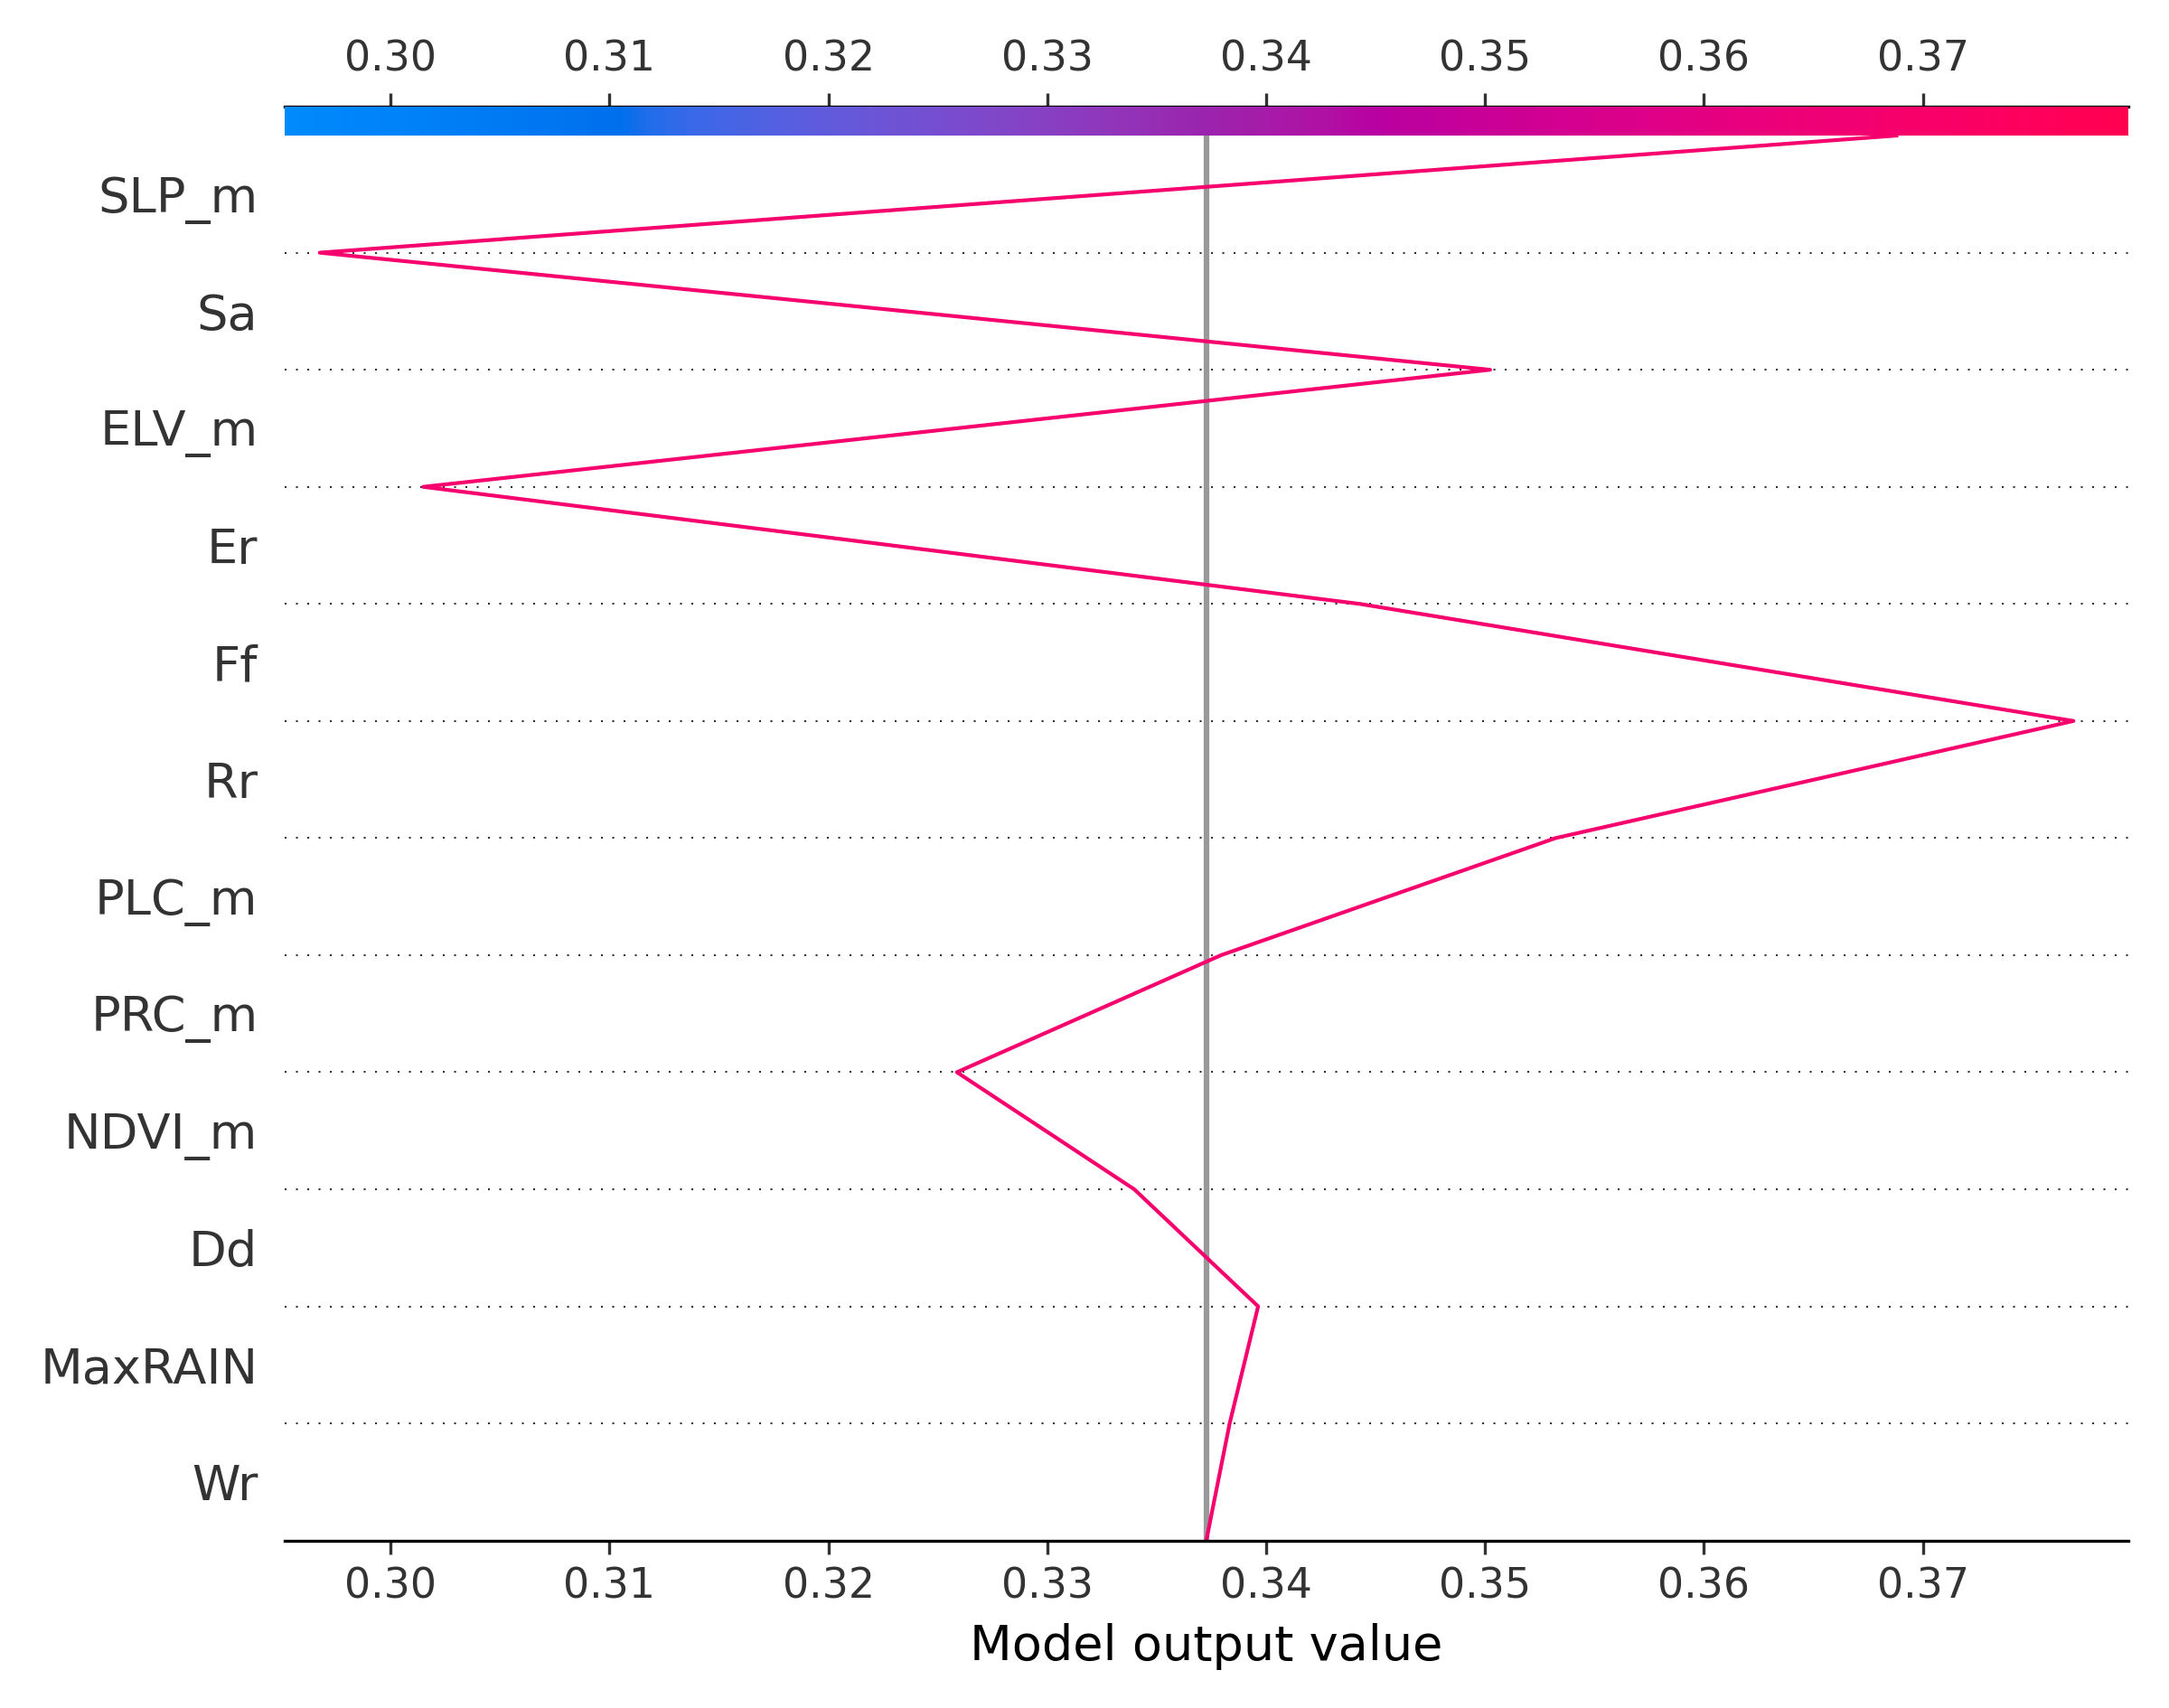 0.30 0.31 0.32 0.33 0.34 0.35 0.36 0.37
SLP_m
Sa
ELV_m
Er
Ff
Rr
PLC_m
PRC_m
NDVI_m
Dd
MaxRAIN
Wr
0.30 0.31 0.32 0.33 0.34 0.35 0.36 0.37
Model output value